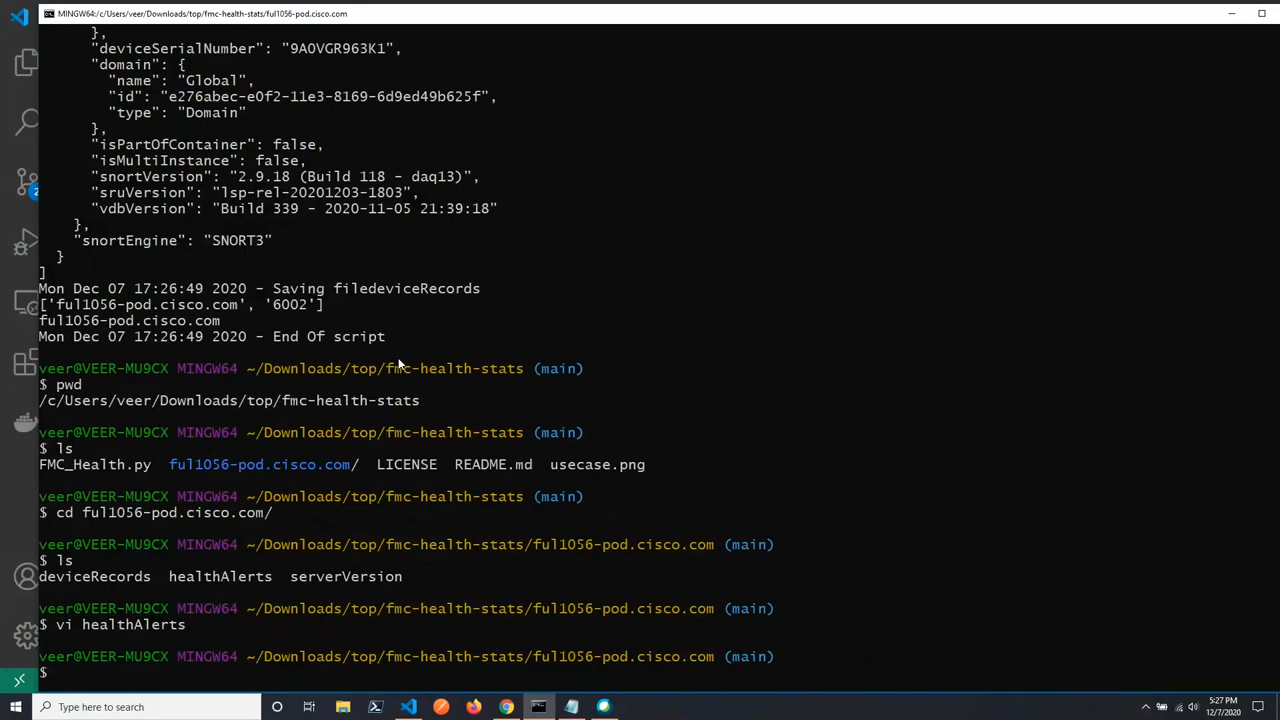 MINGW64:/c/Users/veer/Downloads/top/fmc-health-stats/ful1056-pod.cisco.com
},
"deviceSerialNumber": "9A0VGR963K1",
"domain": {
"name": "Global",
"id": "e276abec-e0f2-11e3-8169-6d9ed49b625f",
"type": "Domain"
},
"isPartOfContainer": false,
"isMultiInstance": false,
"snortVersion": "2.9.18 (Build 118 - daq13)",
"sruVersion": "lsp-rel-20201203-1803",
"vdbVersion": "Build 339 - 2020-11-05 21:39:18"
},
"snortEngine": "SNORT3"
}
]
Mon Dec 07 17:26:49 2020 - Saving filedeviceRecords
['ful1056-pod.cisco.com', '6002']
ful1056-pod.cisco.com
Mon Dec 07 17:26:49 2020 - End Of script
veer@VEER-MU9CX MINGW64 ~/Downloads/top/fmc-health-stats (main)
$ pwd
/c/Users/veer/Downloads/top/fmc-health-stats
veer@VEER-MU9CX MINGW64 ~/Downloads/top/fmc-health-stats (main)
$ ls
FMC_Health.py ful1056-pod.cisco.com/ LICENSE README.md usecase.png
veer@VEER-MU9CX MINGW64 ~/Downloads/top/fmc-health-stats (main)
$ cd ful1056-pod.cisco.com/
veer@VEER-MU9CX MINGW64 ~/Downloads/top/fmc-health-stats/ful1056-pod.cisco.com (main)
$ ls
deviceRecords healthAlerts serverVersion
veer@VEER-MU9CX MINGW64 ~/Downloads/top/fmc-health-stats/ful1056-pod.cisco.com (main)
$ vi healthAlerts
veer@VEER-MU9CX MINGW64 ~/Downloads/top/fmc-health-stats/ful1056-pod.cisco.com (main)
$
2
Type here to search
5:27 PM
12/7/2020